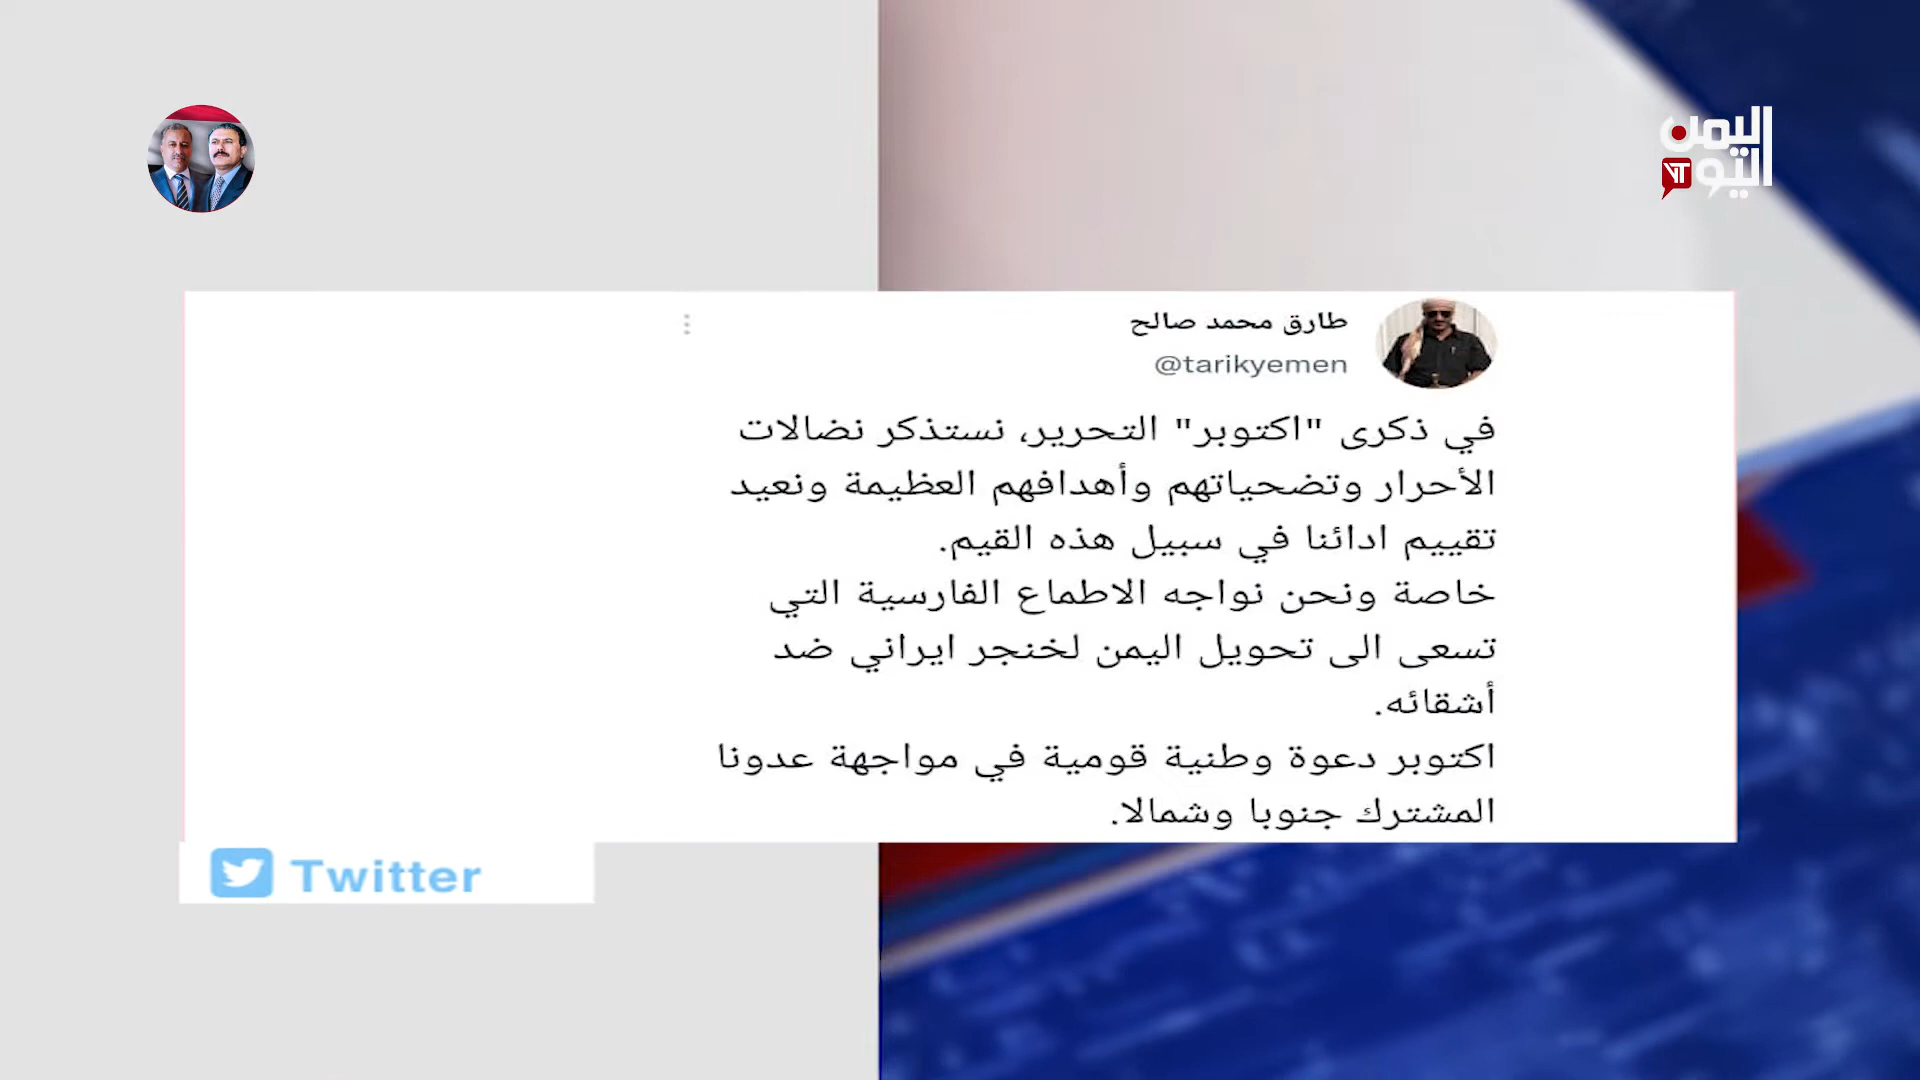 اليمن
اليوم
YT
طارق محمد صالح
@tarikyemen
في ذكرى "اكتوبر" التحرير، نستذكر نضالات
الأحرار وتضحياتهم وأهدافهم العظيمة ونعيد
تقييم ادائنا في سبيل هذه القيم.
خاصة ونحن نواجه الاطماع الفارسية التي
تسعى الى تحويل اليمن لخنجر ايراني ضد
أشقائه.
اكتوبر دعوة وطنية قومية في مواجهة عدونا
المشترك جنوبا وشمالا.
Twitter